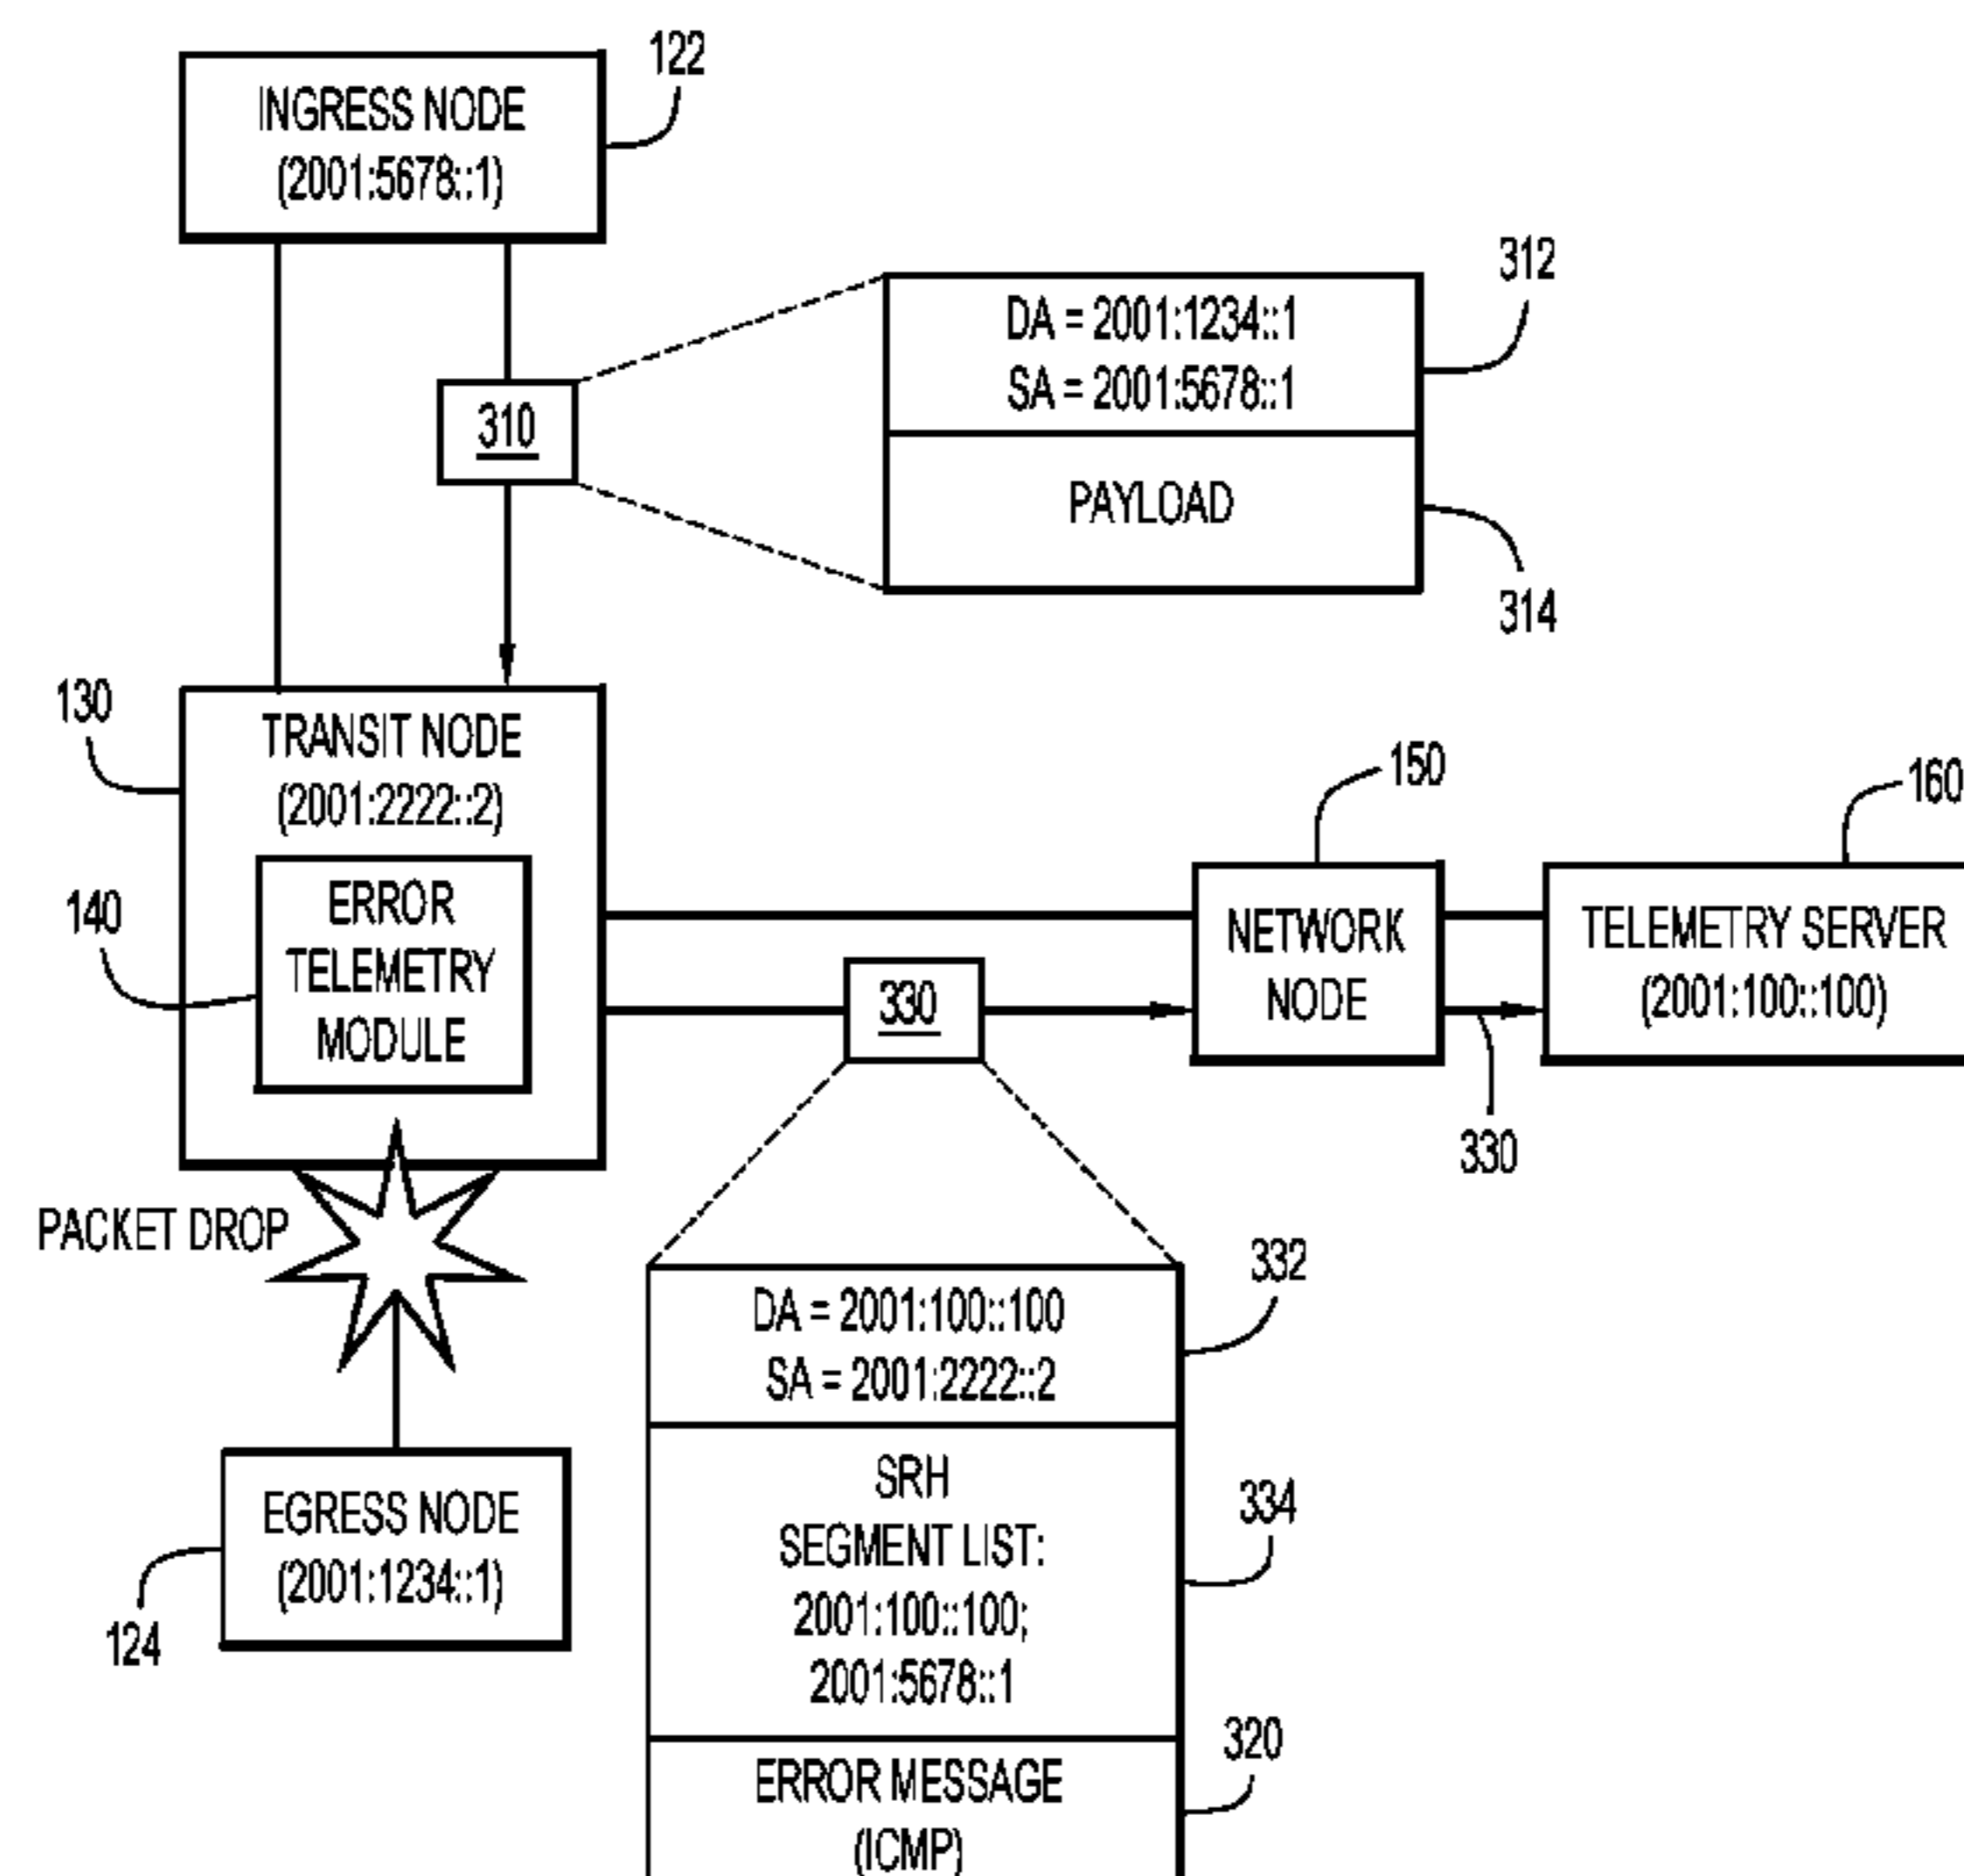 122
INGRESS NODE
(2001:5678::1)
312
DA = 2001:1234::1
SA = 2001:5678::1
310
PAYLOAD
314
130
TRANSIT NODE
(2001:2222::2)
150
160
140
ERROR
TELEMETRY
MODULE
NETWORK
NODE
TELEMETRY SERVER
(2001:100::100)
330
330
PACKET DROP
332
DA = 2001:100::100
SA = 2001:2222::2
EGRESS NODE
(2001:1234::1)
124
SRH
SEGMENT LIST:
2001:100::100;
2001:5678::1
334
320
ERROR MESSAGE
(ICMP)